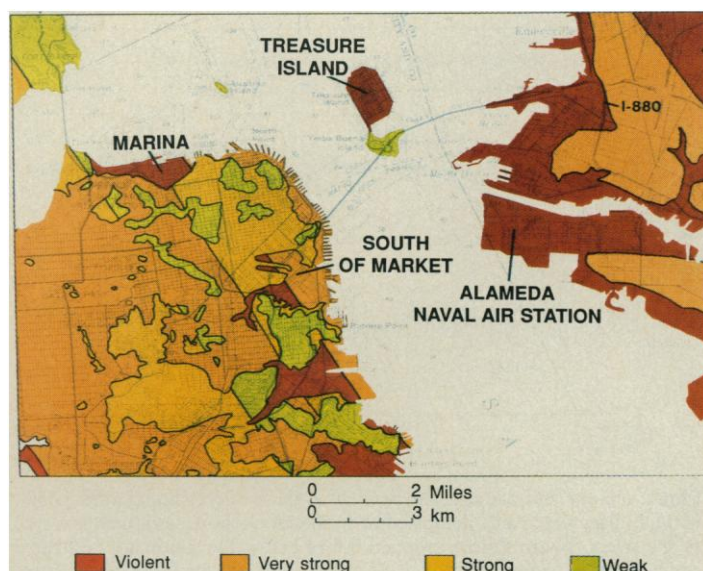 TREASURE
ISLAND
I-880
MARINA
SOUTH
OF MARKET
ALAMEDA
NAVAL AIR STATION
0 2 Miles
0 3 km
Violent Very strong Strong Weak